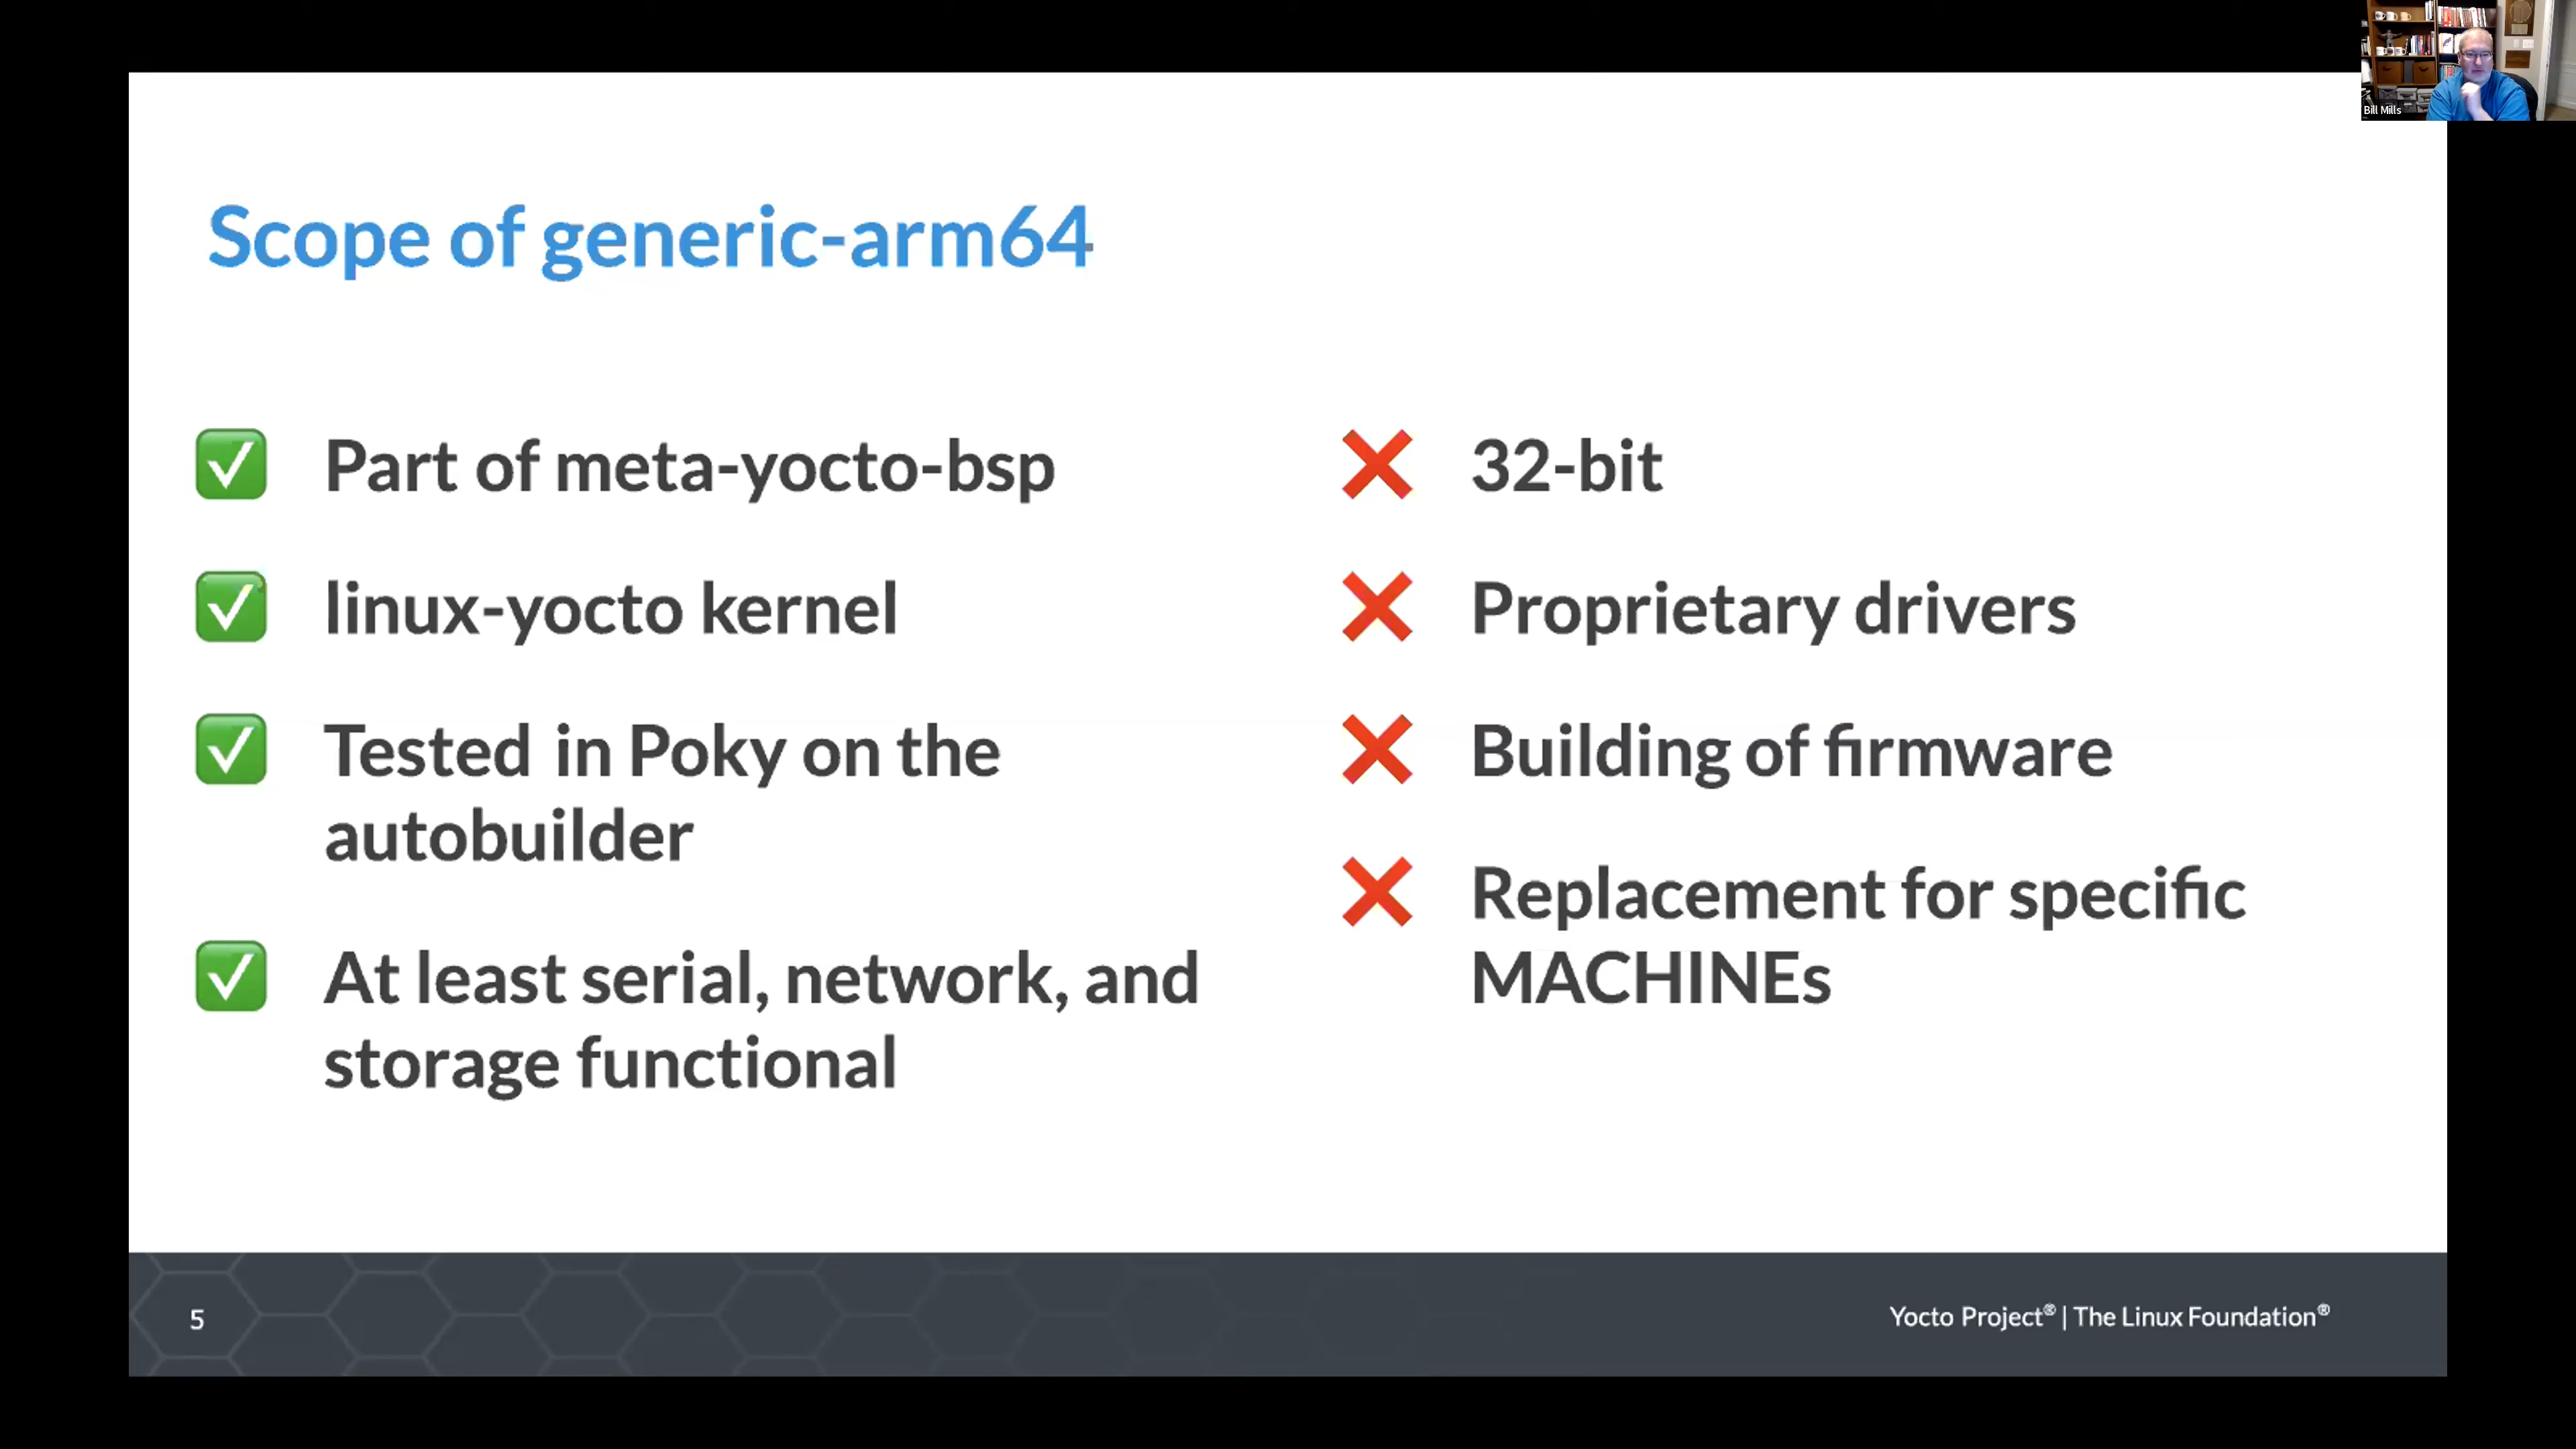 Bill Mills
Scope of generic-arm64
Part of meta-yocto-bsp
linux-yocto kernel
Tested in Poky on the
autobuilder
At least serial, network, and
storage functional
32-bit
Proprietary drivers
Building of firmware
Replacement for specific
MACHINEs
5
Yocto Project® | The Linux Foundation®